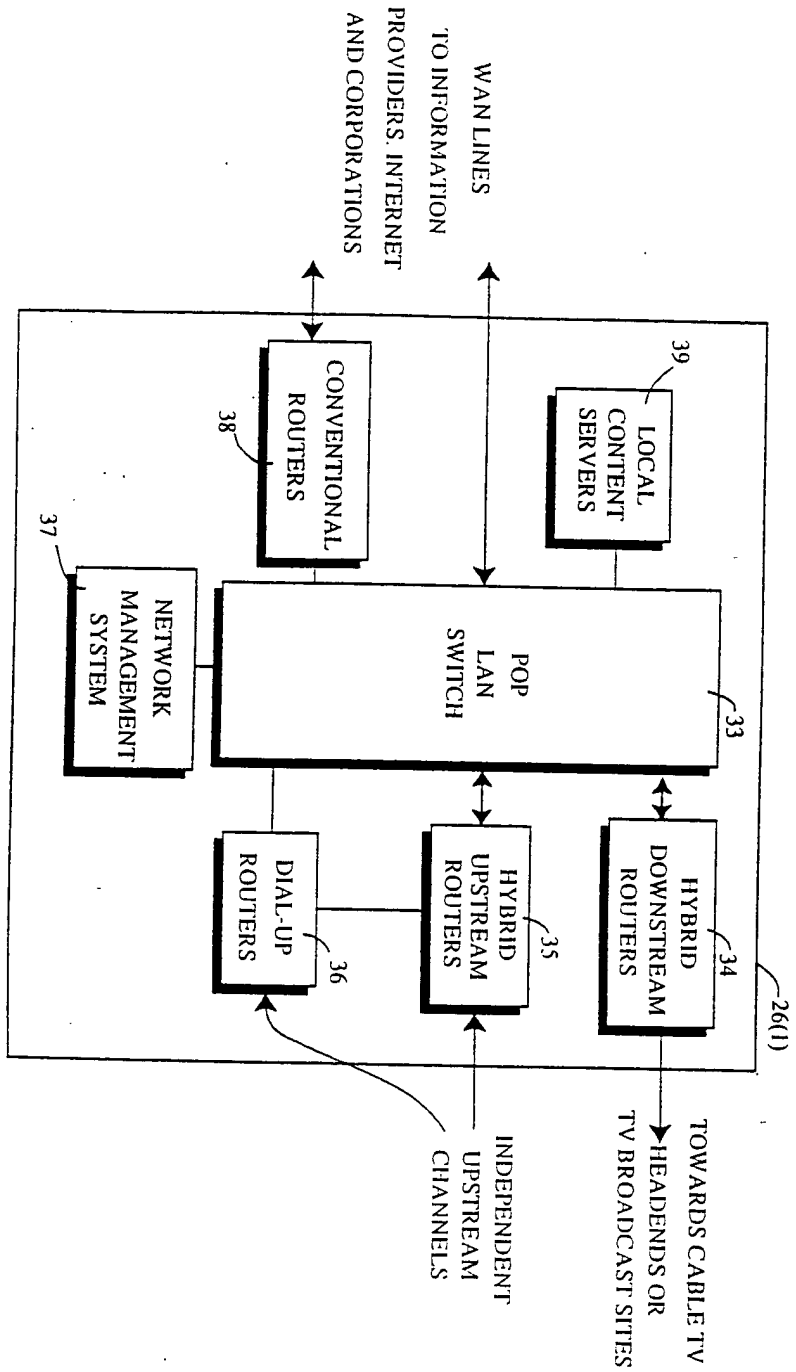 26(1)
39
LOCAL
CONTENT
SERVERS
33
POP
LAN
SWITCH
HYBRID
DOWNSTREAM
ROUTERS
34
TOWARDS CABLE TV
HEADENDS OR
TV BROADCAST SITES
WAN LINES
TO INFORMATION
PROVIDERS. INTERNET
AND CORPORATIONS
HYBRID
UPSTREAM
ROUTERS
35
INDEPENDENT
UPSTREAM
CHANNELS
CONVENTIONAL
ROUTERS
38
DIAL-UP
ROUTERS
36
37
NETWORK
MANAGEMENT
SYSTEM